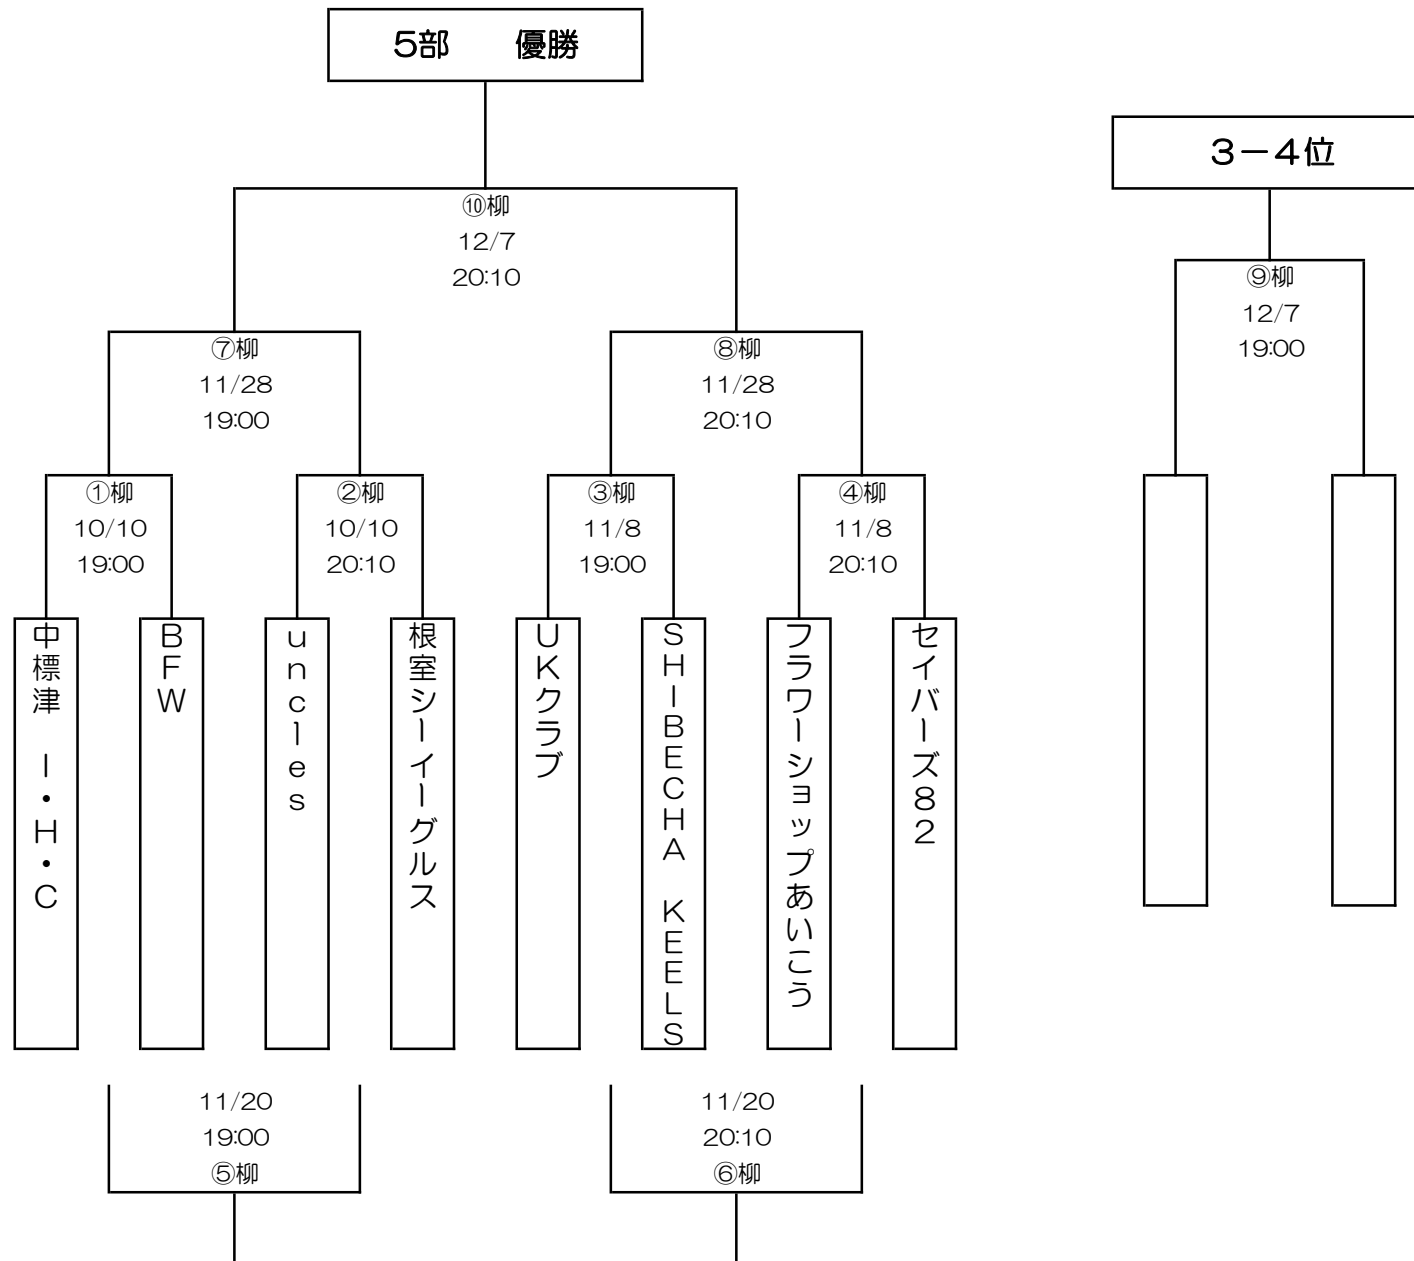 5部　　優勝
3－4位
⑩柳
12/7
20:10
⑨柳
12/7
19:00
⑦柳
11/28
19:00
⑧柳
11/28
20:10
①柳
10/10
19:00
②柳
10/10
20:10
③柳
11/8
19:00
④柳
11/8
20:10
中標津　I・H・C
BFW
uncles
根室シーイーグルス
UKクラブ
SHIBECHA　KEELS
フラワーショップあいこう
セイバーズ82
11/20
19:00
⑤柳
11/20
20:10
⑥柳